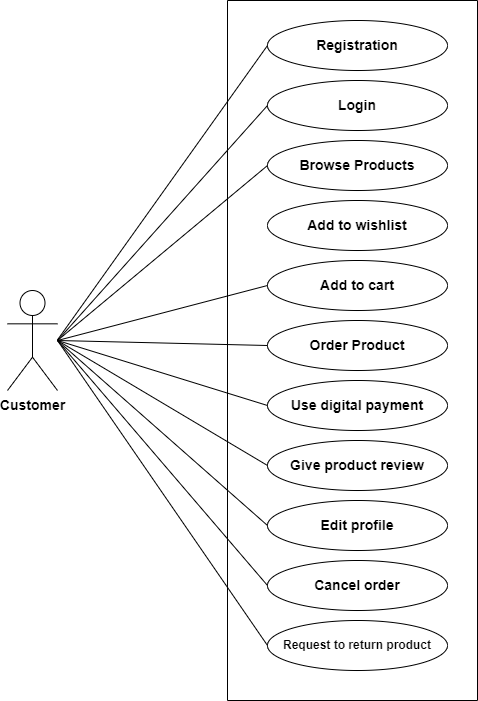 Registration
Login
Browse Products
Add to wishlist
Add to cart
Order Product
Customer
Use digital payment
Give product review
Edit profile
Cancel order
Request to return product